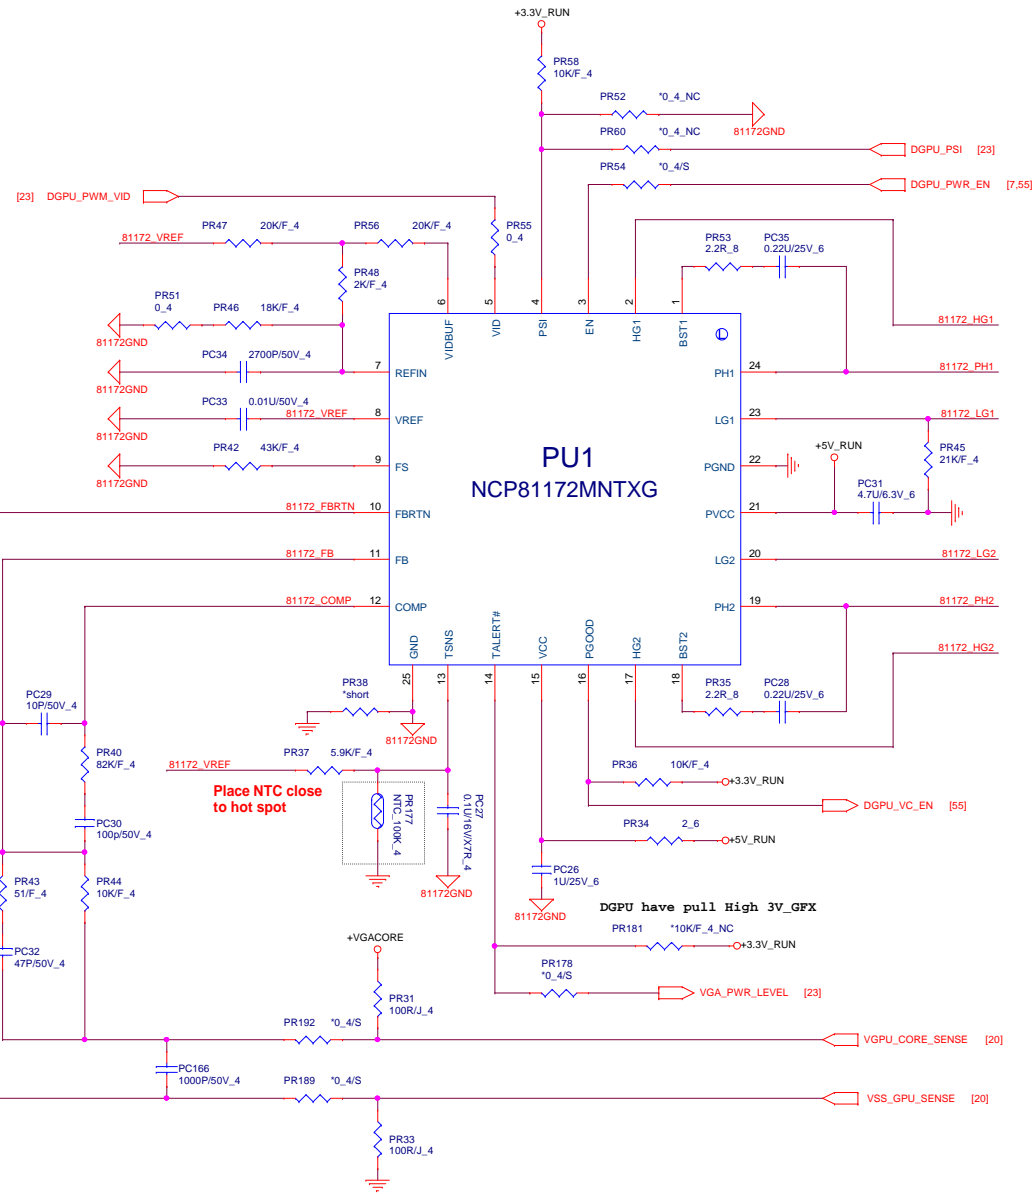 +3.3V_RUN
PR58
10K/F_4
PR52 *0_4_NC
81172GND
PR60 *0_4_NC
DGPU_PSI [23]
PR54 *0_4/S
DGPU_PWR_EN [7,55]
[23] DGPU_PWM_VID
PR47 20K/F_4
PR56 20K/F_4
PR55
0_4
81172_VREF
PR53
2.2R_8
PC35
0.22U/25V_6
PR48
2K/F_4
PR51
0_4
PR46 18K/F_4
81172GND
6
5
4
3
2
1
VIDBUF
VID
PSI
EN
HG1
BST1
81172_HG1
PC34 2700P/50V_4
81172GND
7 REFIN
PH1 24
81172_PH1
PC33 0.01U/50V_4
81172_VREF
81172GND
8 VREF
LG1 23
81172_LG1
PR42 43K/F_4
81172GND
9 FS
PGND 22
+5V_RUN
PR45
21K/F_4
PU1
NCP81172MNTXG
PC31
4.7U/6.3V_6
81172_FBRTN 10 FBRTN
PVCC 21
81172_FB 11 FB
LG2 20
81172_LG2
81172_COMP 12 COMP
PH2 19
81172_PH2
GND
TSNS
TALERT#
VCC
PGOOD
HG2
BST2
25
13
14
15
16
17
18
81172_HG2
PR38
*short
81172GND
PR35
2.2R_8
PC28
0.22U/25V_6
PC29
10P/50V_4
PR40
82K/F_4
PC30
100p/50V_4
PR43
51/F_4
PR44
10K/F_4
PC32
47P/50V_4
81172_VREF
PR37 5.9K/F_4
Place NTC close
to hot spot
PR177
NTC_100K_4
PC27
0.1U/16V/X7R_4
81172GND
PR36 10K/F_4
+3.3V_RUN
DGPU_VC_EN [55]
PR34 2_6
+5V_RUN
PC26
1U/25V_6
81172GND
DGPU have pull High 3V_GFX
PR181 *10K/F_4_NC
+3.3V_RUN
PR178
*0_4/S
VGA_PWR_LEVEL [23]
+VGACORE
PR31
100R/J_4
PR192 *0_4/S
VGPU_CORE_SENSE [20]
PC166
1000P/50V_4
PR189 *0_4/S
VSS_GPU_SENSE [20]
PR33
100R/J_4